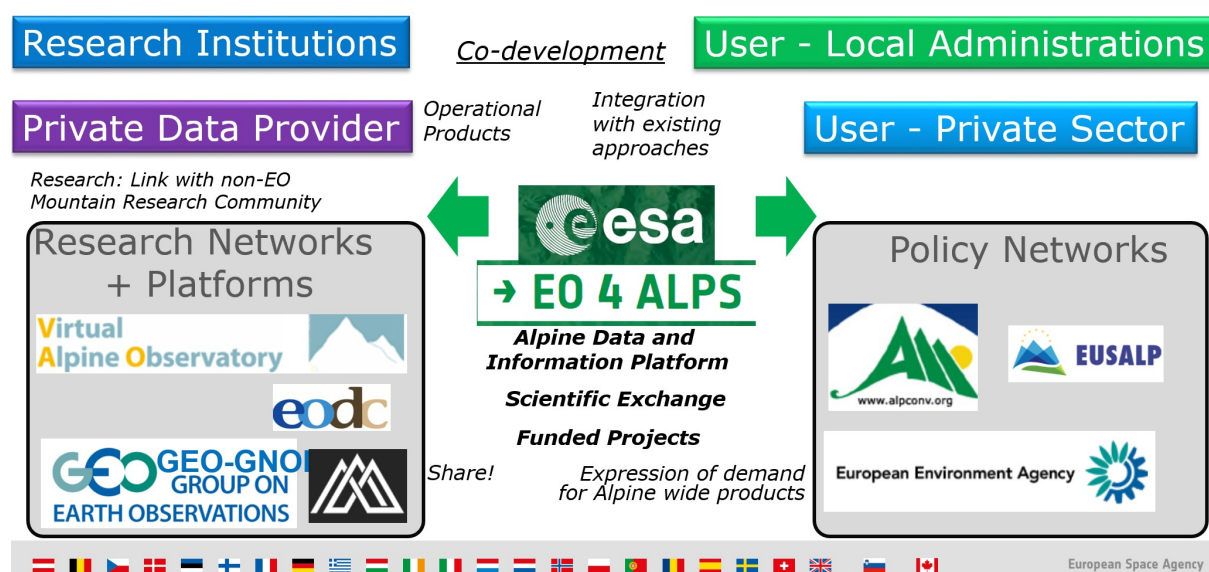 Research Institutions
Co-development
User - Local Administrations
Private Data Provider
Operational
Products
Integration
with existing
approaches
User - Private Sector
Research: Link with non-EO
Mountain Research Community
Research Networks
+ Platforms
Virtual
Alpine Observatory
eodc
GEO
GEO-GNO
GROUP ON
EARTH OBSERVATIONS
esa
→ EO 4 ALPS
Alpine Data and
Information Platform
Scientific Exchange
Funded Projects
Share!
Expression of demand
for Alpine wide products
Policy Networks
www.alpconv.org
EUSALP
European Environment Agency
European Space Agency